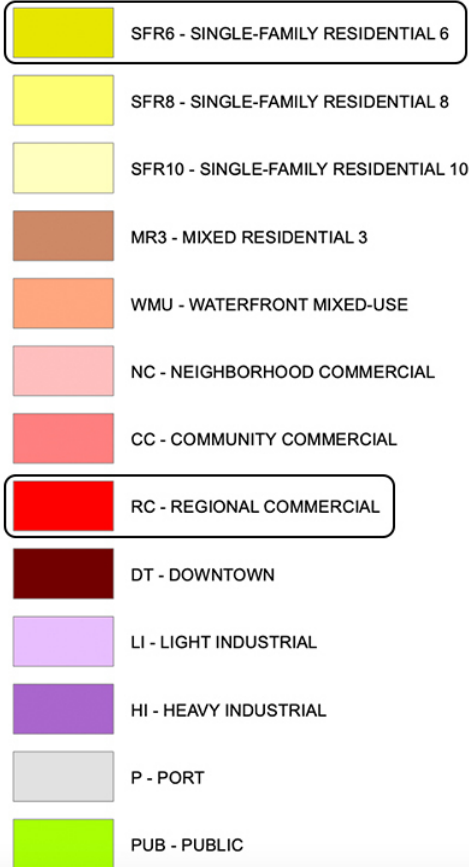 SFR6 - SINGLE-FAMILY RESIDENTIAL 6
SFR8 - SINGLE-FAMILY RESIDENTIAL 8
SFR10 - SINGLE-FAMILY RESIDENTIAL 10
MR3 - MIXED RESIDENTIAL 3
WMU - WATERFRONT MIXED-USE
NC - NEIGHBORHOOD COMMERCIAL
CC - COMMUNITY COMMERCIAL
RC - REGIONAL COMMERCIAL
DT - DOWNTOWN
LI - LIGHT INDUSTRIAL
HI - HEAVY INDUSTRIAL
P - PORT
PUB - PUBLIC